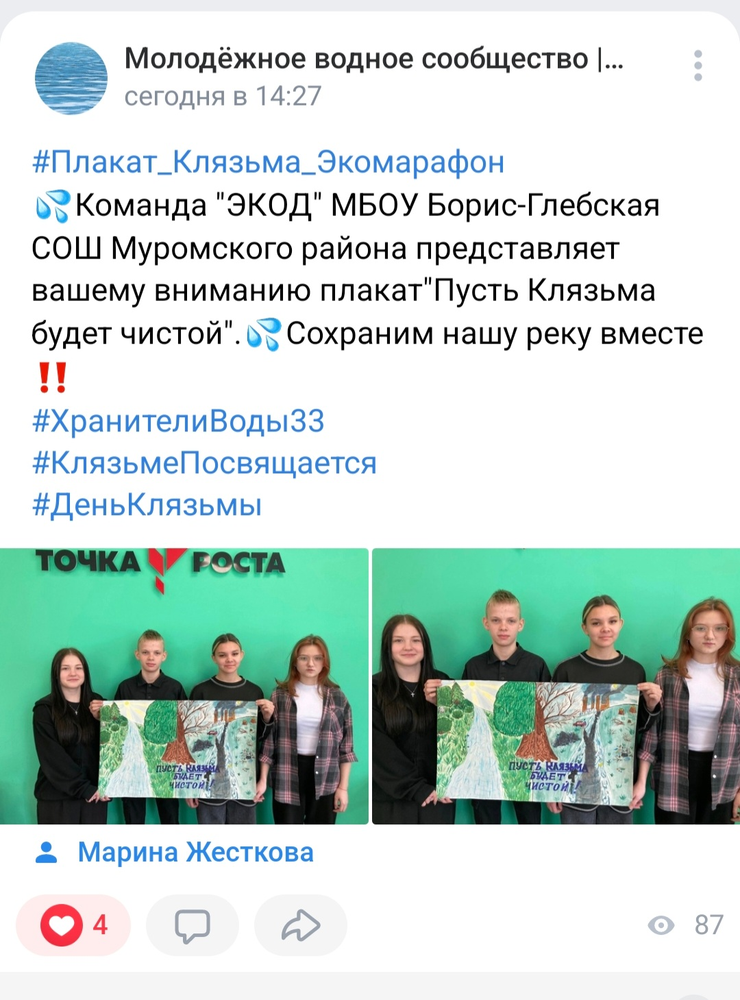 Молодёжное водное сообщество |...
сегодня в 14:27
#Плакат_Клязьма_Экомарафон
💦Команда "ЭКОД" МБОУ Борис-Глебская
СОШ Муромского района представляет
вашему вниманию плакат"Пусть Клязьма
будет чистой".💦Сохраним нашу реку вместе
‼️
#ХранителиВоды33
#КлязьмеПосвящается
#ДеньКлязьмы
ТОЧКА РОСТА
ПУСТЬ КЛЯЗЬМА
БУДЕТ
ЧИСТОЙ!
ПУСТЬ КЛЯЗЬМА
БУДЕТ
ЧИСТОЙ!
Марина Жесткова
4
87